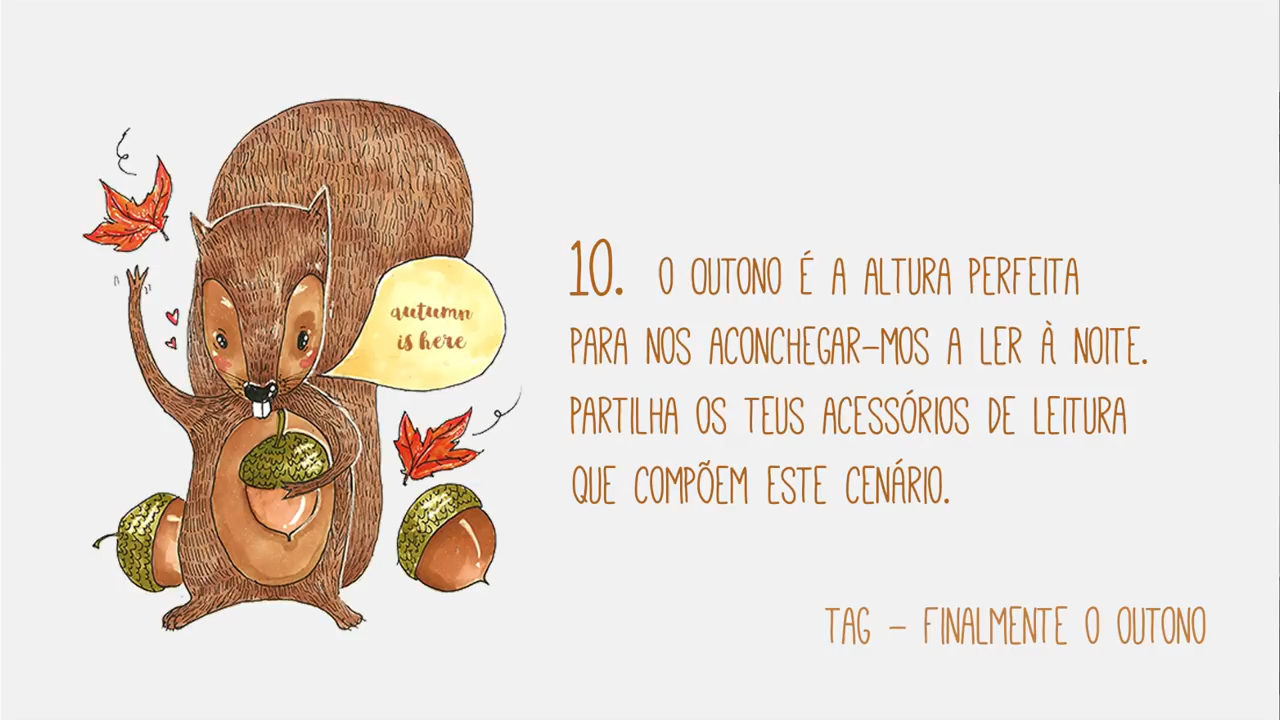 autumn
is here
10. O OUTONO É A ALTURA PERFEITA
PARA NOS ACONCHEGAR-MOS A LER À NOITE.
PARTILHA OS TEUS ACESSÓRIOS DE LEITURA
QUE COMPÕEM ESTE CENÁRIO.
TAG - FINALMENTE O OUTONO